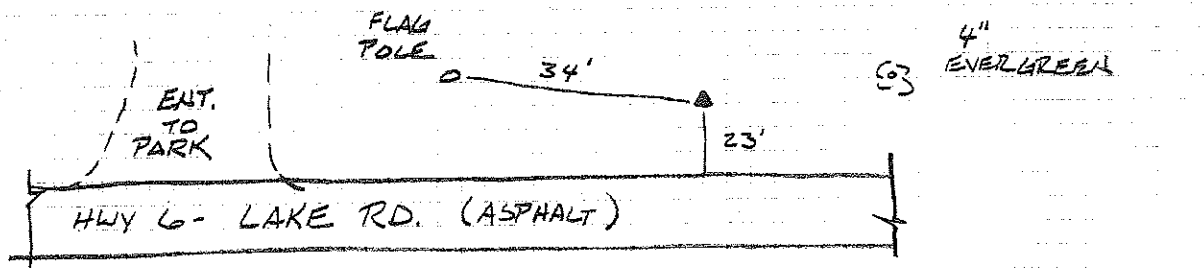 FLAG
POLE
34'
4"
EVERGREEN
ENT.
TO
PARK
23'
HWY 6 - LAKE RD. (ASPHALT)